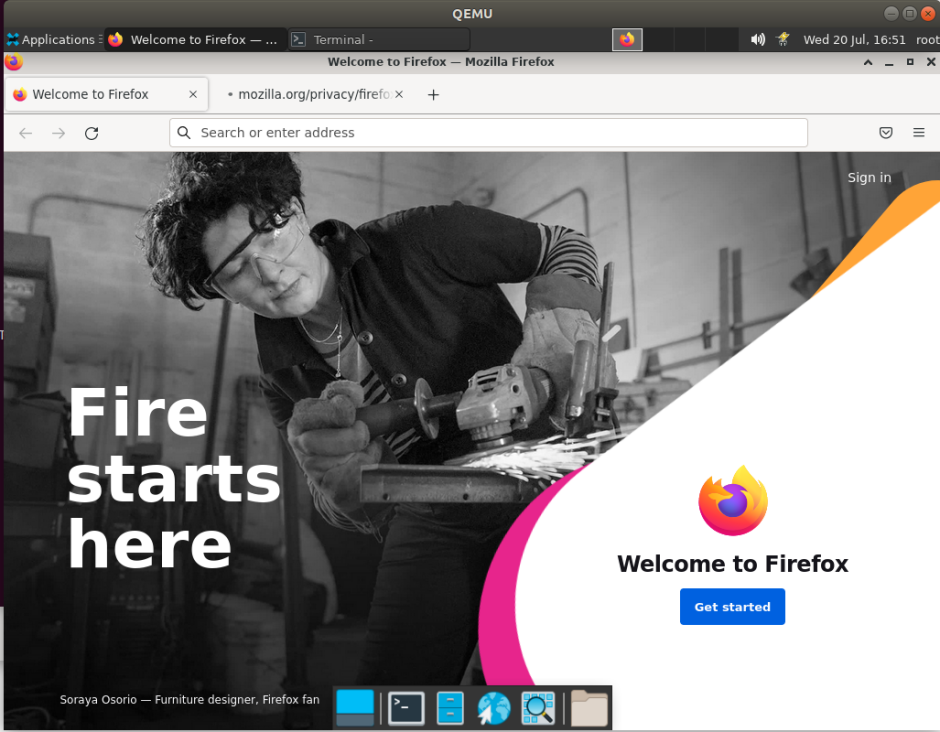 QEMU
Applications
Welcome to Firefox — ...
Terminal -
Wed 20 Jul, 16:51
root
Welcome to Firefox — Mozilla Firefox
Welcome to Firefox
mozilla.org/privacy/firefo
Search or enter address
Sign in
Fire
starts
here
Welcome to Firefox
Get started
Soraya Osorio — Furniture designer, Firefox fan